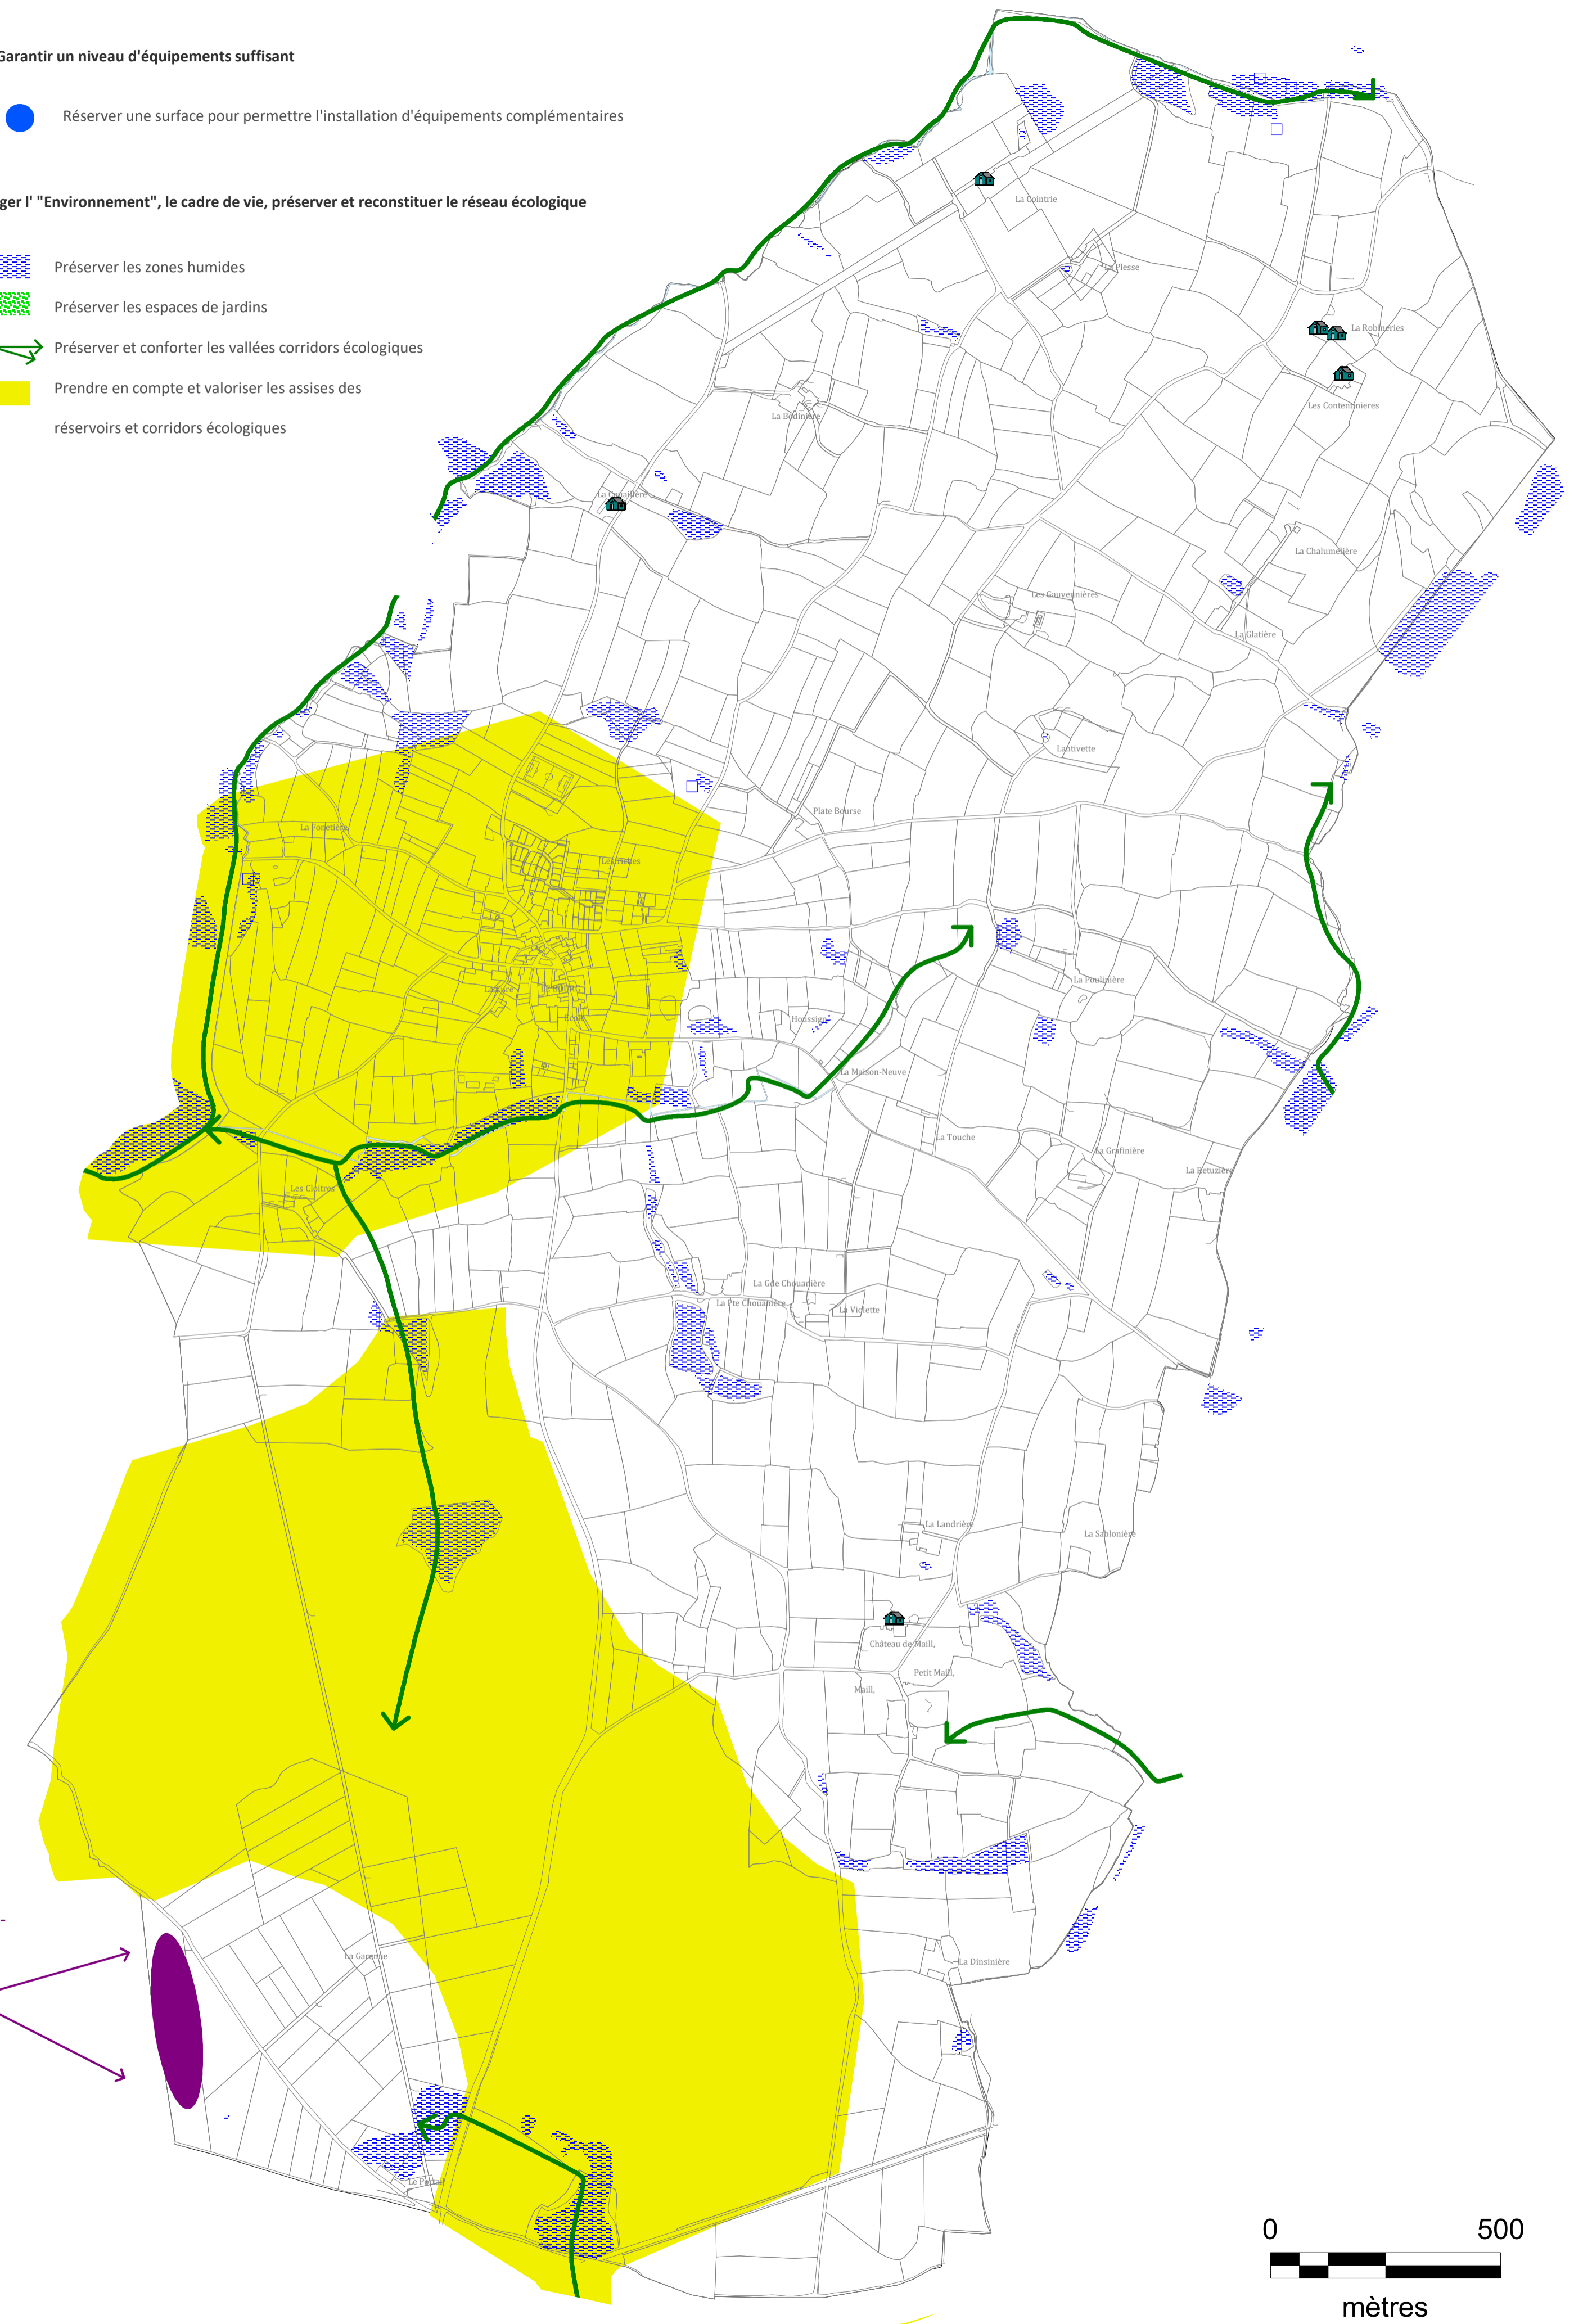 Garantir un niveau d'équipements suffisant
Réserver une surface pour permettre l'installation d'équipements complémentaires
ger l' "Environnement", le cadre de vie, préserver et reconstituer le réseau écologique
Préserver les zones humides
Préserver les espaces de jardins
Préserver et conforter les vallées corridors écologiques
Prendre en compte et valoriser les assises des
réservoirs et corridors écologiques
La Cointrie
La Plesse
La Robineries
Les Contentinieres
La Bodinière
La Chalumelière
Les Gauvennières
La Glatière
Lantivette
Plate Bourse
La Fonetière
La Poulinière
Houssign
La Maison-Neuve
La Touche
La Grafinière
La Retuzière
Les Cloîtres
La Gde Chouanière
La Pte Chouanière
La Violette
La Landrière
La Sablonière
Château de Maill,
Petit Maill,
Maill,
La Garenne
La Dinsinière
Le Portail
-
0 500
mètres